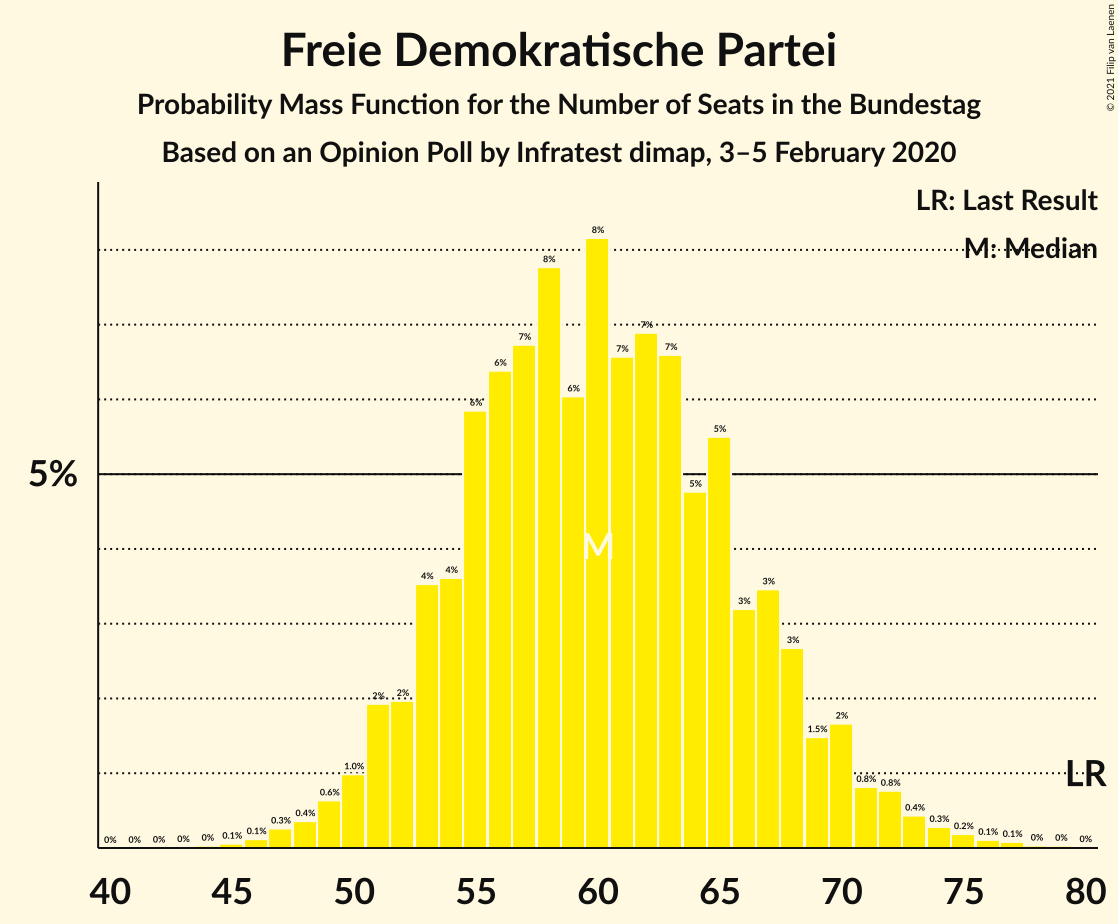 Freie Demokratische Partei
Probability Mass Function for the Number of Seats in the Bundestag
Based on an Opinion Poll by Infratest dimap, 3–5 February 2020
© 2021 Filip van Laenen
LR: Last Result
M: Median
5%
0% 0% 0% 0% 0% 0.1% 0.1% 0.3% 0.4% 0.6% 1.0% 2% 2% 4% 4% 6% 6% 7% 8% 6% 8% 7% 7% 7% 5% 5% 3% 3% 3% 1.5% 2% 0.8% 0.8% 0.4% 0.3% 0.2% 0.1% 0.1% 0% 0% 0%
M
LR
40 45 50 55 60 65 70 75 80